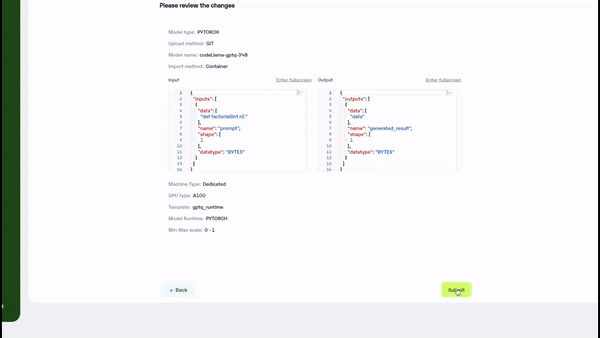 Please review the changes
Model type: PYTORCH
Upload method: GIT
Model name: codellama-gptq-34B
Import method: Container
Input Enter fullscreen Output Enter fullscreen
1 {
2 "inputs": [
3 {
4 "data": [
5 "def factorial(int n):"
6 ],
7 "name": "prompt",
8 "shape": [
9 1
10 ],
11 "datatype": "BYTES"
12 }
13 ]
14 }
1 {
2 "outputs": [
3 {
4 "data": [
5 "data"
6 ],
7 "name": "generated_result",
8 "shape": [
9 1
10 ],
11 "datatype": "BYTES"
12 }
13 ]
14 }
Machine Type: Dedicated
GPU type: A100
Template: gptq_runtime
Model Runtime: PYTORCH
Min-Max scale: 0 - 1
Back Submit